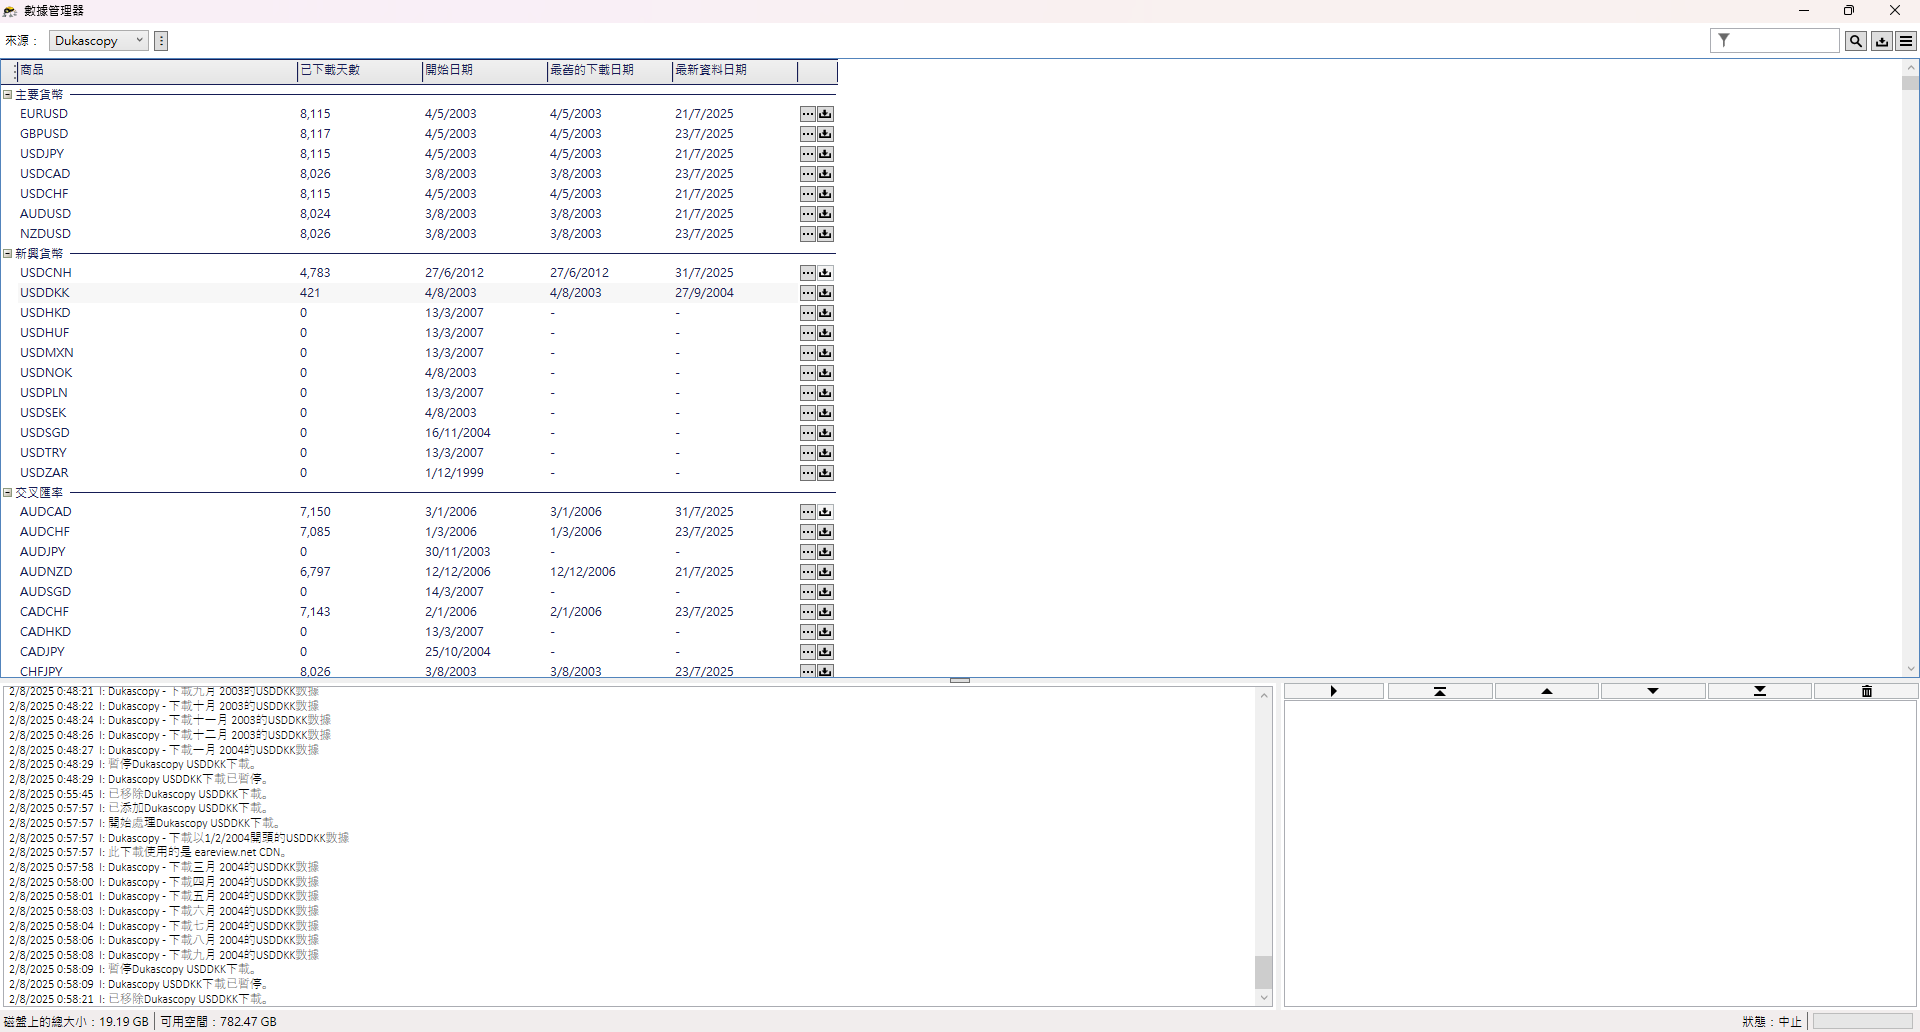 數據管理器
來源： Dukascopy
商品 已下載天數 開始日期 最舊的下載日期 最新資料日期
主要貨幣
EURUSD 8,115 4/5/2003 4/5/2003 21/7/2025
GBPUSD 8,117 4/5/2003 4/5/2003 23/7/2025
USDJPY 8,115 4/5/2003 4/5/2003 21/7/2025
USDCAD 8,026 3/8/2003 3/8/2003 23/7/2025
USDCHF 8,115 4/5/2003 4/5/2003 21/7/2025
AUDUSD 8,024 3/8/2003 3/8/2003 21/7/2025
NZDUSD 8,026 3/8/2003 3/8/2003 23/7/2025
新興貨幣
USDCNH 4,783 27/6/2012 27/6/2012 31/7/2025
USDDKK 421 4/8/2003 4/8/2003 27/9/2004
USDHKD 0 13/3/2007 - -
USDHUF 0 13/3/2007 - -
USDMXN 0 13/3/2007 - -
USDNOK 0 4/8/2003 - -
USDPLN 0 13/3/2007 - -
USDSEK 0 4/8/2003 - -
USDSGD 0 16/11/2004 - -
USDTRY 0 13/3/2007 - -
USDZAR 0 1/12/1999 - -
交叉匯率
AUDCAD 7,150 3/1/2006 3/1/2006 31/7/2025
AUDCHF 7,085 1/3/2006 1/3/2006 23/7/2025
AUDJPY 0 30/11/2003 - -
AUDNZD 6,797 12/12/2006 12/12/2006 21/7/2025
AUDSGD 0 14/3/2007 - -
CADCHF 7,143 2/1/2006 2/1/2006 23/7/2025
CADHKD 0 13/3/2007 - -
CADJPY 0 25/10/2004 - -
CHFJPY 8,026 3/8/2003 3/8/2003 23/7/2025
2/8/2025 0:48:21 I: Dukascopy - 下載九月 2003的USDDKK數據
2/8/2025 0:48:22 I: Dukascopy - 下載十月 2003的USDDKK數據
2/8/2025 0:48:24 I: Dukascopy - 下載十一月 2003的USDDKK數據
2/8/2025 0:48:26 I: Dukascopy - 下載十二月 2003的USDDKK數據
2/8/2025 0:48:27 I: Dukascopy - 下載一月 2004的USDDKK數據
2/8/2025 0:48:29 I: 暫停Dukascopy USDDKK下載。
2/8/2025 0:48:29 I: Dukascopy USDDKK下載已暫停。
2/8/2025 0:55:45 I: 已移除Dukascopy USDDKK下載。
2/8/2025 0:57:57 I: 已添加Dukascopy USDDKK下載。
2/8/2025 0:57:57 I: 開始處理Dukascopy USDDKK下載。
2/8/2025 0:57:57 I: Dukascopy - 下載以1/2/2004開頭的USDDKK數據
2/8/2025 0:57:57 I: 此下載使用的是 eareview.net CDN。
2/8/2025 0:57:58 I: Dukascopy - 下載三月 2004的USDDKK數據
2/8/2025 0:58:00 I: Dukascopy - 下載四月 2004的USDDKK數據
2/8/2025 0:58:01 I: Dukascopy - 下載五月 2004的USDDKK數據
2/8/2025 0:58:03 I: Dukascopy - 下載六月 2004的USDDKK數據
2/8/2025 0:58:04 I: Dukascopy - 下載七月 2004的USDDKK數據
2/8/2025 0:58:06 I: Dukascopy - 下載八月 2004的USDDKK數據
2/8/2025 0:58:08 I: Dukascopy - 下載九月 2004的USDDKK數據
2/8/2025 0:58:09 I: 暫停Dukascopy USDDKK下載。
2/8/2025 0:58:09 I: Dukascopy USDDKK下載已暫停。
2/8/2025 0:58:21 I: 已移除Dukascopy USDDKK下載。
磁盤上的總大小：19.19 GB 可用空間：782.47 GB 狀態：中止